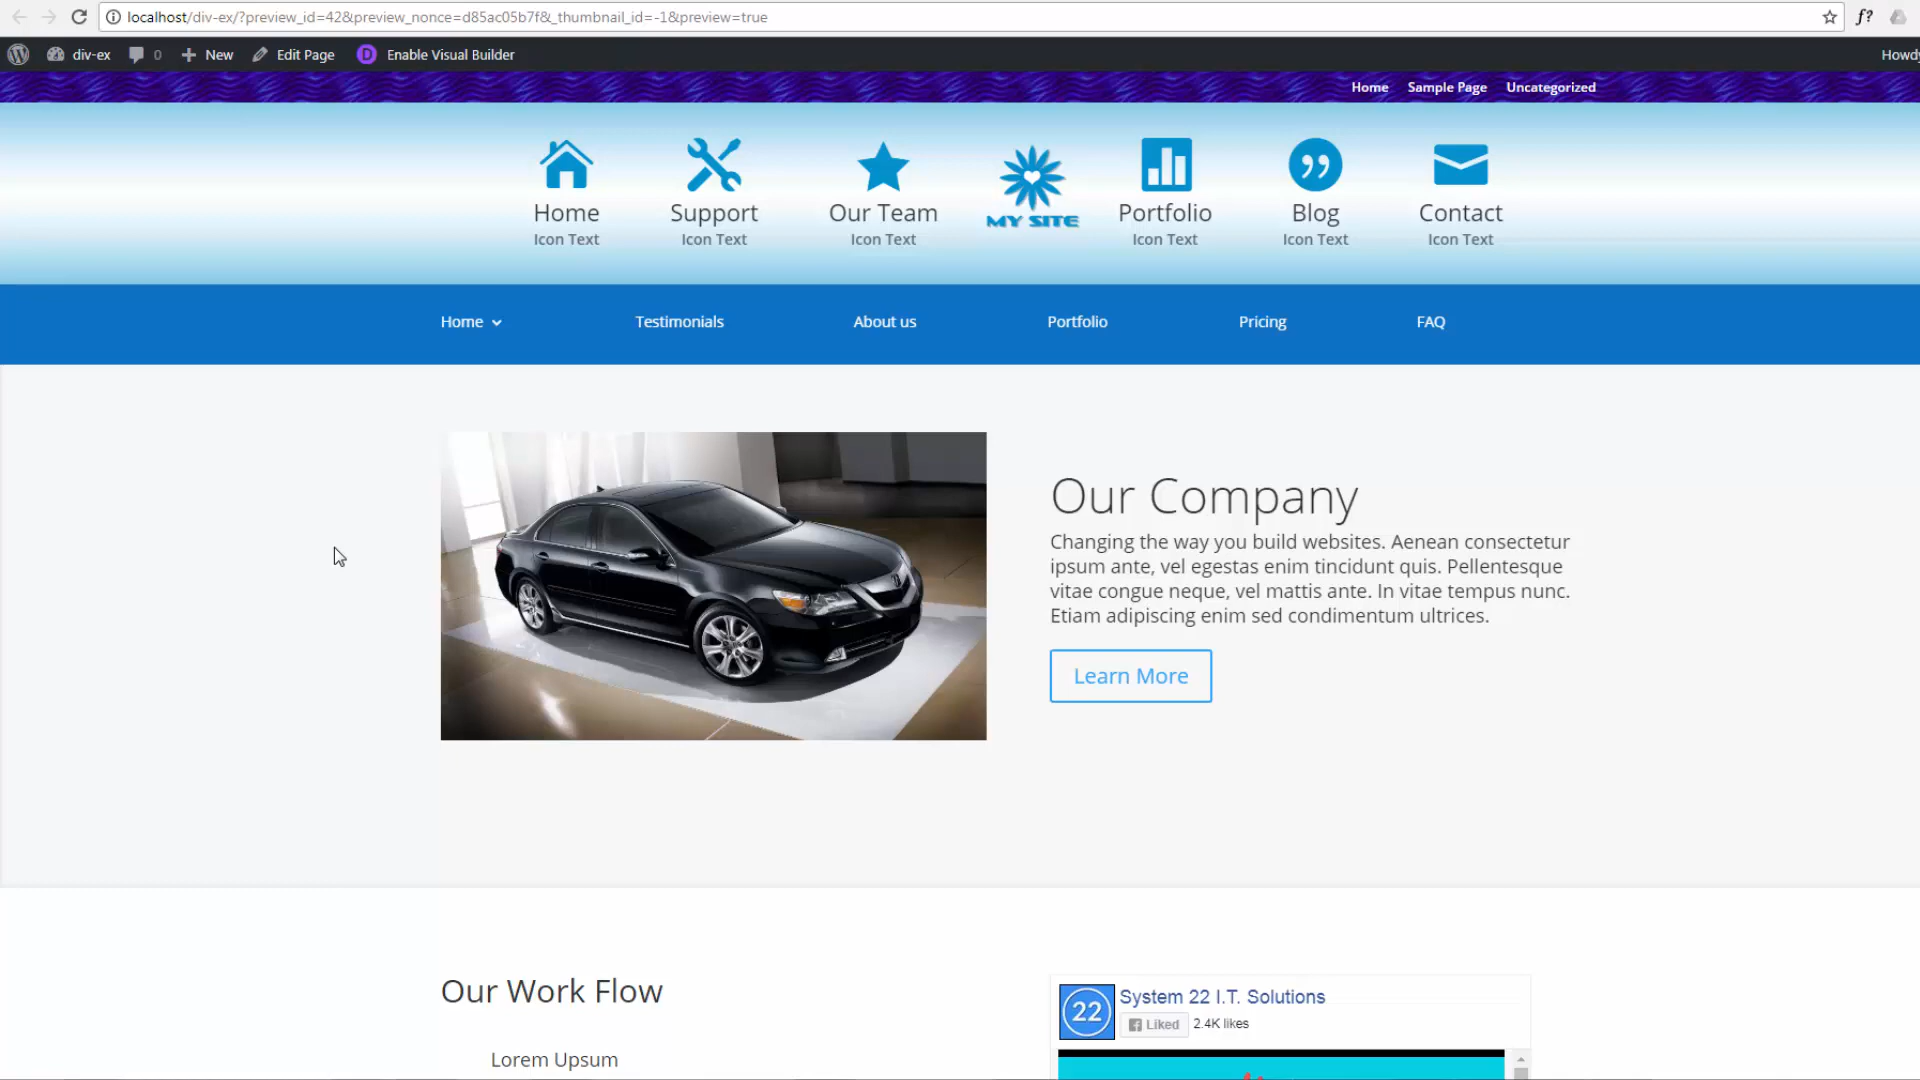 localhost/div-ex/?preview_id=42&preview_nonce=d85ac05b7f&_thumbnail_id=-1&preview=true
f?
div-ex 0 New Edit Page D Enable Visual Builder Howdy
Home Sample Page Uncategorized
MY SITE
Home Support Our Team Portfolio Blog Contact
Icon Text Icon Text Icon Text Icon Text Icon Text Icon Text
Home Testimonials About us Portfolio Pricing FAQ
Our Company
Changing the way you build websites. Aenean consectetur
ipsum ante, vel egestas enim tincidunt quis. Pellentesque
vitae congue neque, vel mattis ante. In vitae tempus nunc.
Etiam adipiscing enim sed condimentum ultrices.
Learn More
Our Work Flow
Lorem Upsum
22 System 22 I.T. Solutions
Liked 2.4K likes